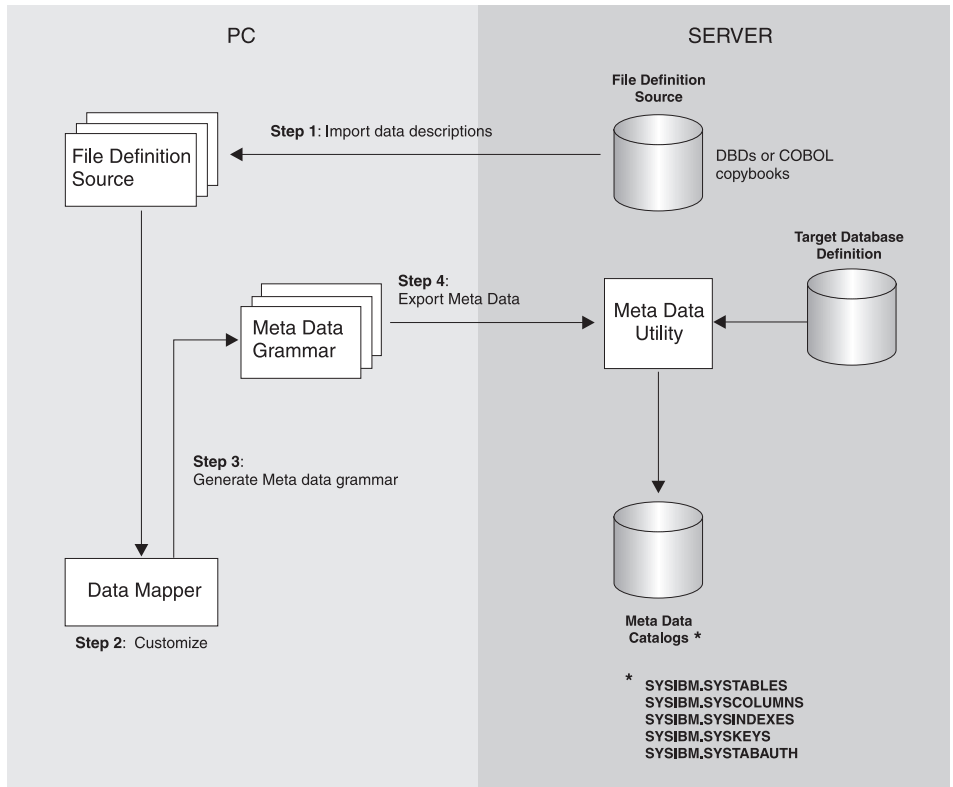 PC
SERVER
File Definition
Source
Step 1: Import data descriptions
File Definition
Source
DBDs or COBOL
copybooks
Target Database
Definition
Step 4:
Export Meta Data
Meta Data
Grammar
Meta Data
Utility
Step 3:
Generate Meta data grammar
Data Mapper
Step 2: Customize
Meta Data
Catalogs *
* SYSIBM.SYSTABLES
SYSIBM.SYSCOLUMNS
SYSIBM.SYSINDEXES
SYSIBM.SYSKEYS
SYSIBM.SYSTABAUTH